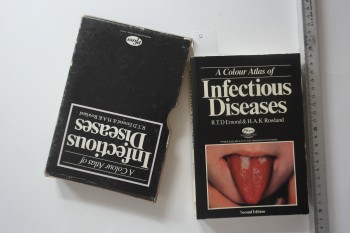 A Colour Atlas of
Infectious
Diseases
R.T.D Emond & H.A.K. Rowland
A Colour Atlas of
Infectious
Diseases
R.T.D Emond & H.A.K Rowland
Second Edition